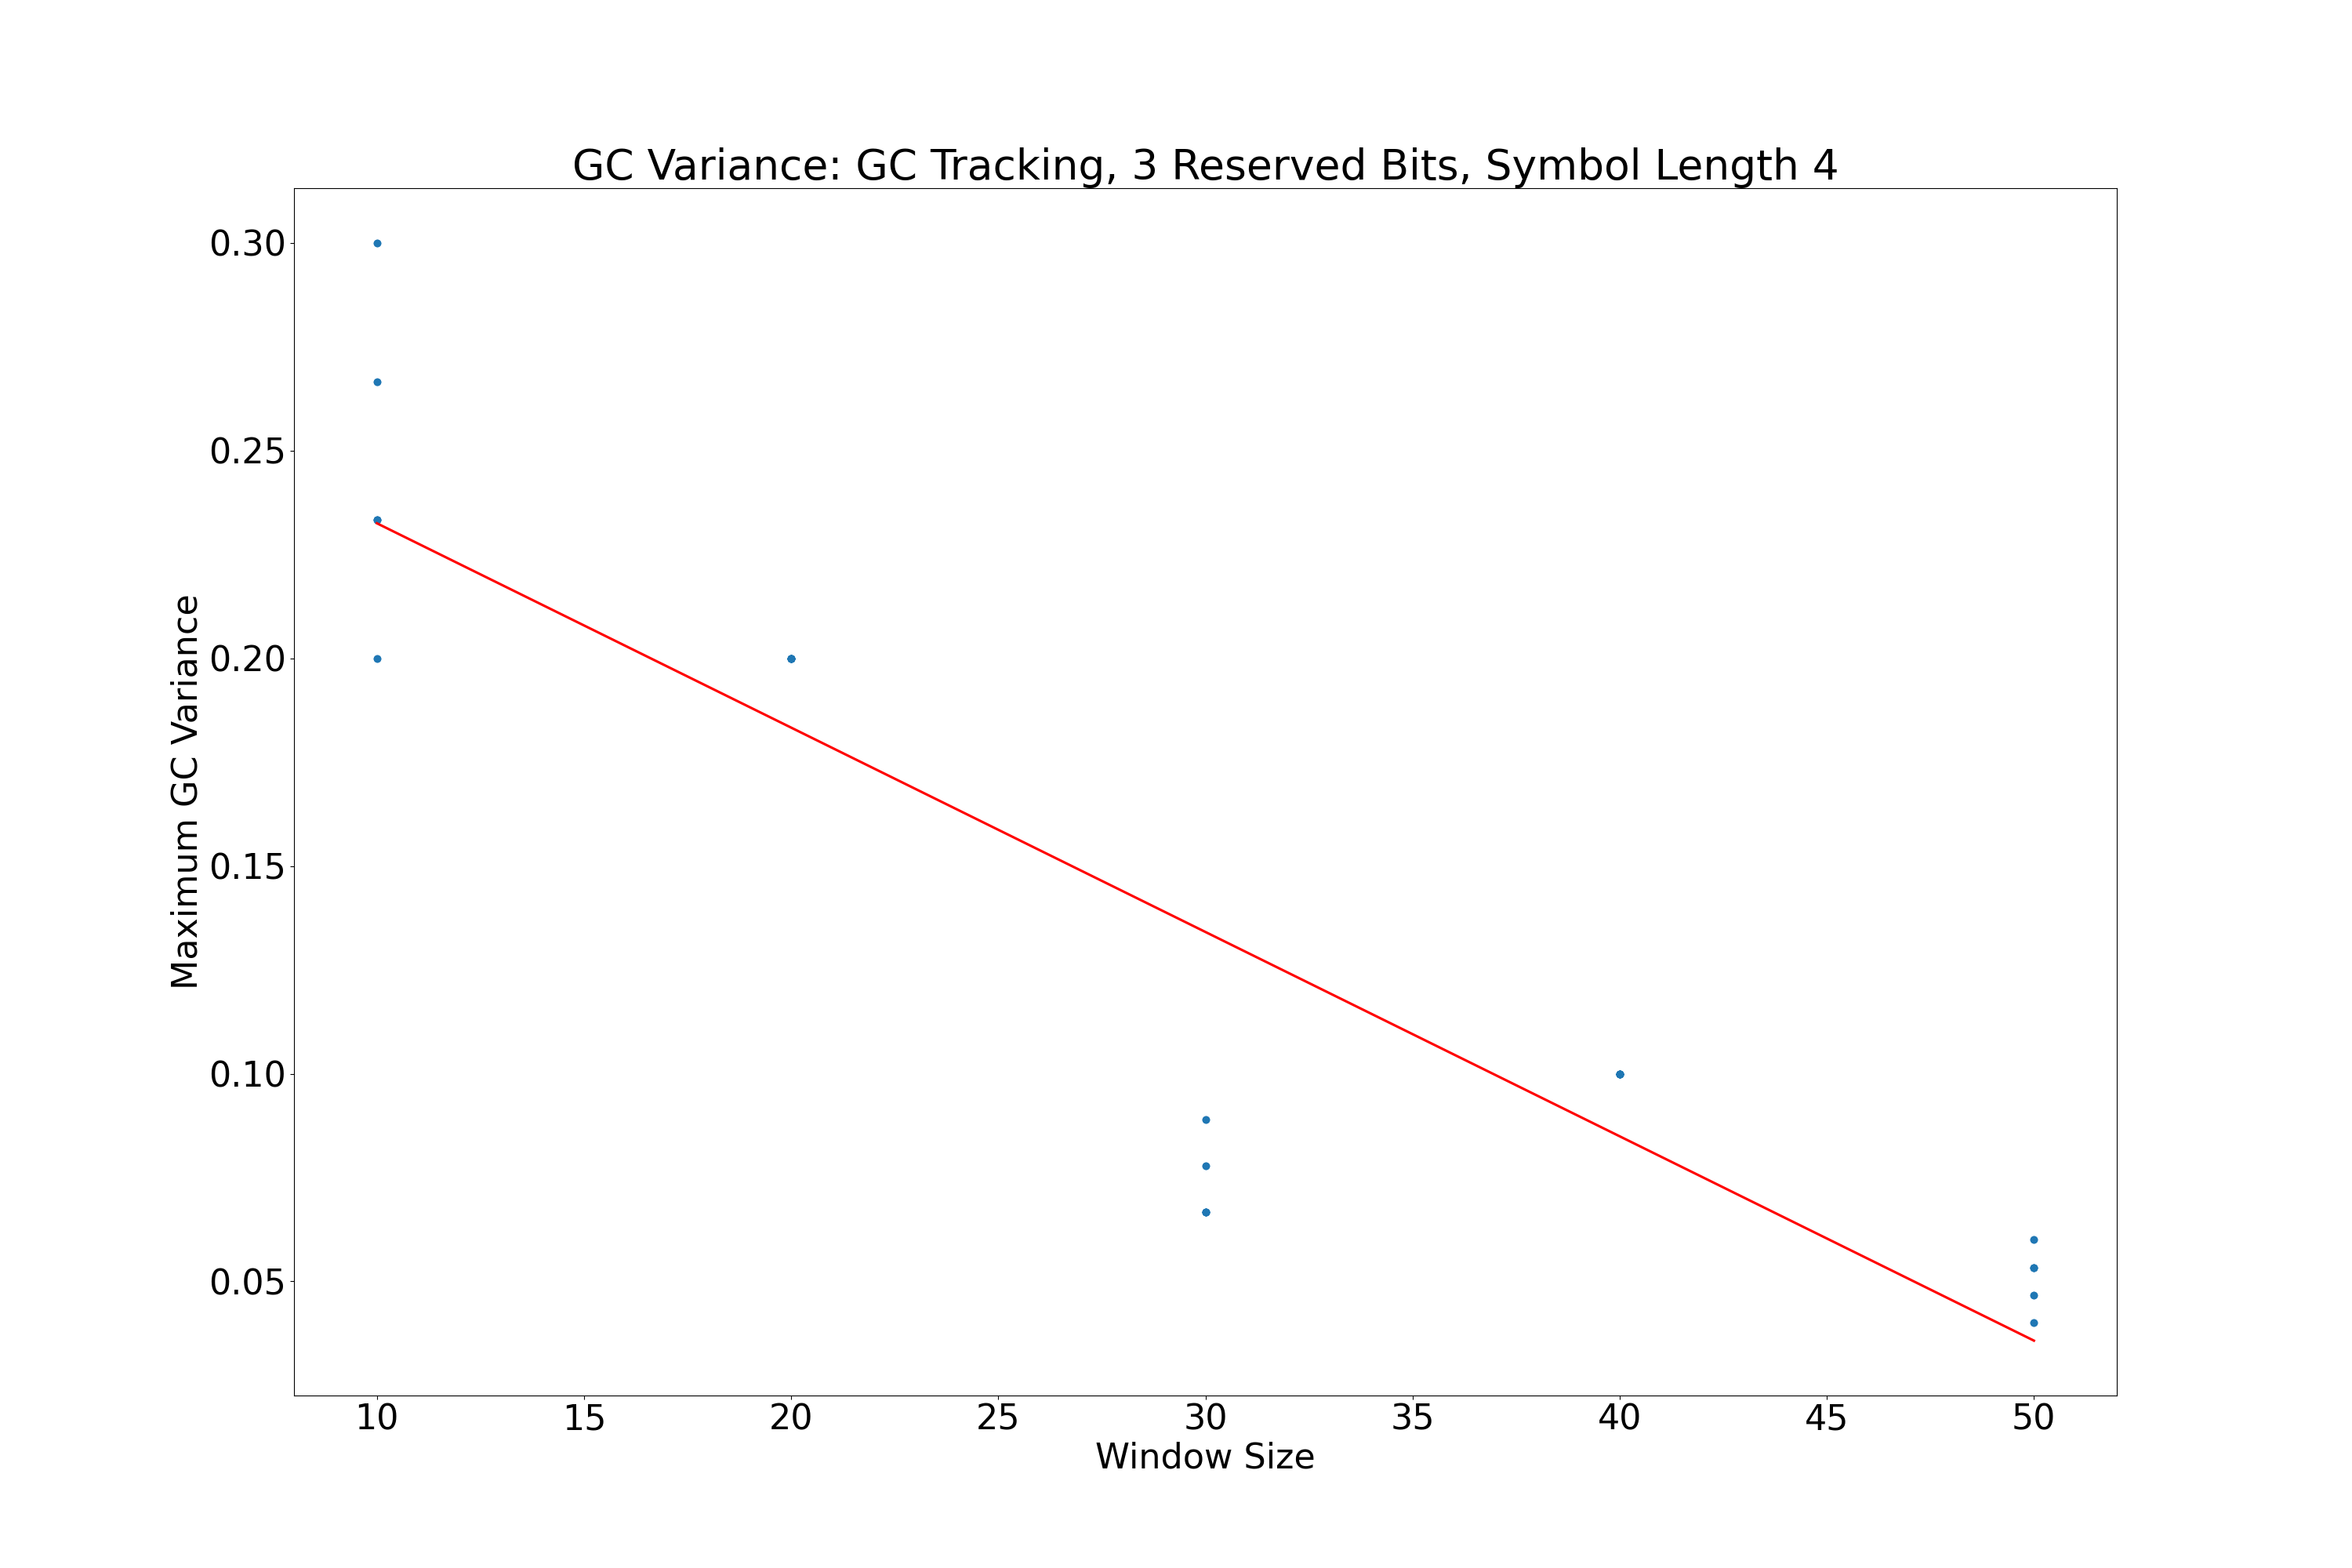 GC Variance: GC Tracking, 3 Reserved Bits, Symbol Length 4
0.30
0.25
0.20
0.15
0.10
0.05
Maximum GC Variance
10 15 20 25 30 35 40 45 50
Window Size